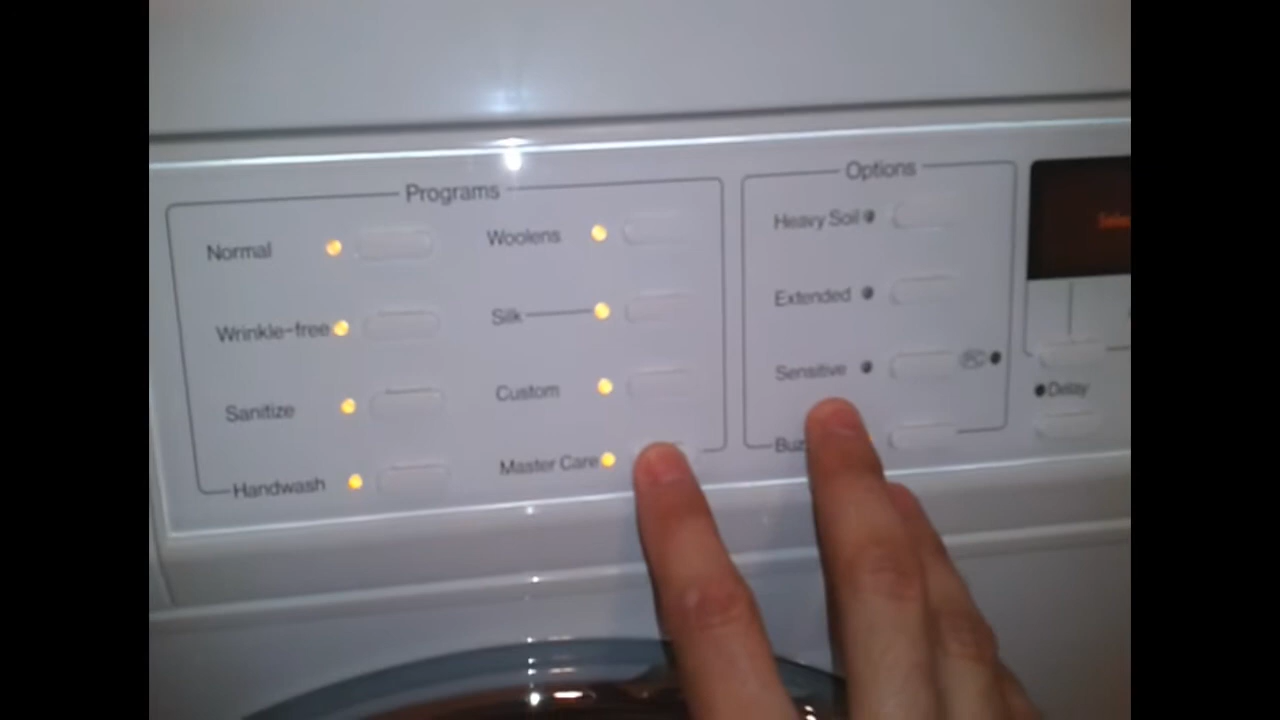 Programs
Normal
Wrinkle-free
Sanitize
Handwash
Woolens
Silk
Custom
Master Care
Options
Heavy Soil
Extended
Sensitive
Delay